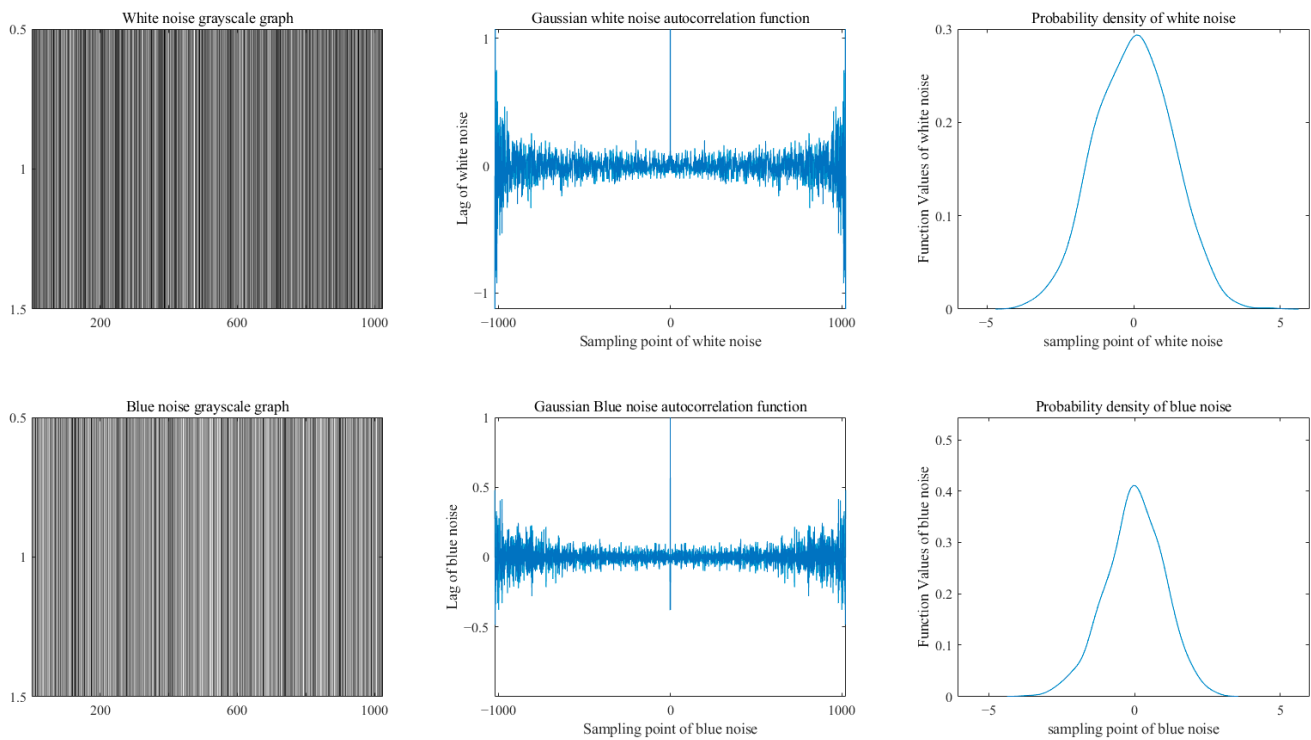 White noise grayscale graph
0.5
1
1.5
200
600
1000
Gaussian white noise autocorrelation function
Lag of white noise
1
0
−1
−1000
0
1000
Sampling point of white noise
Probability density of white noise
Function Values of white noise
0.3
0.2
0.1
0
−5
0
5
sampling point of white noise
Blue noise grayscale graph
0.5
1
1.5
200
600
1000
Gaussian Blue noise autocorrelation function
Lag of blue noise
1
0.5
0
−0.5
−1000
0
1000
Sampling point of blue noise
Probability density of blue noise
Function Values of blue noise
0.5
0.4
0.3
0.2
0.1
0
−5
0
5
sampling point of blue noise